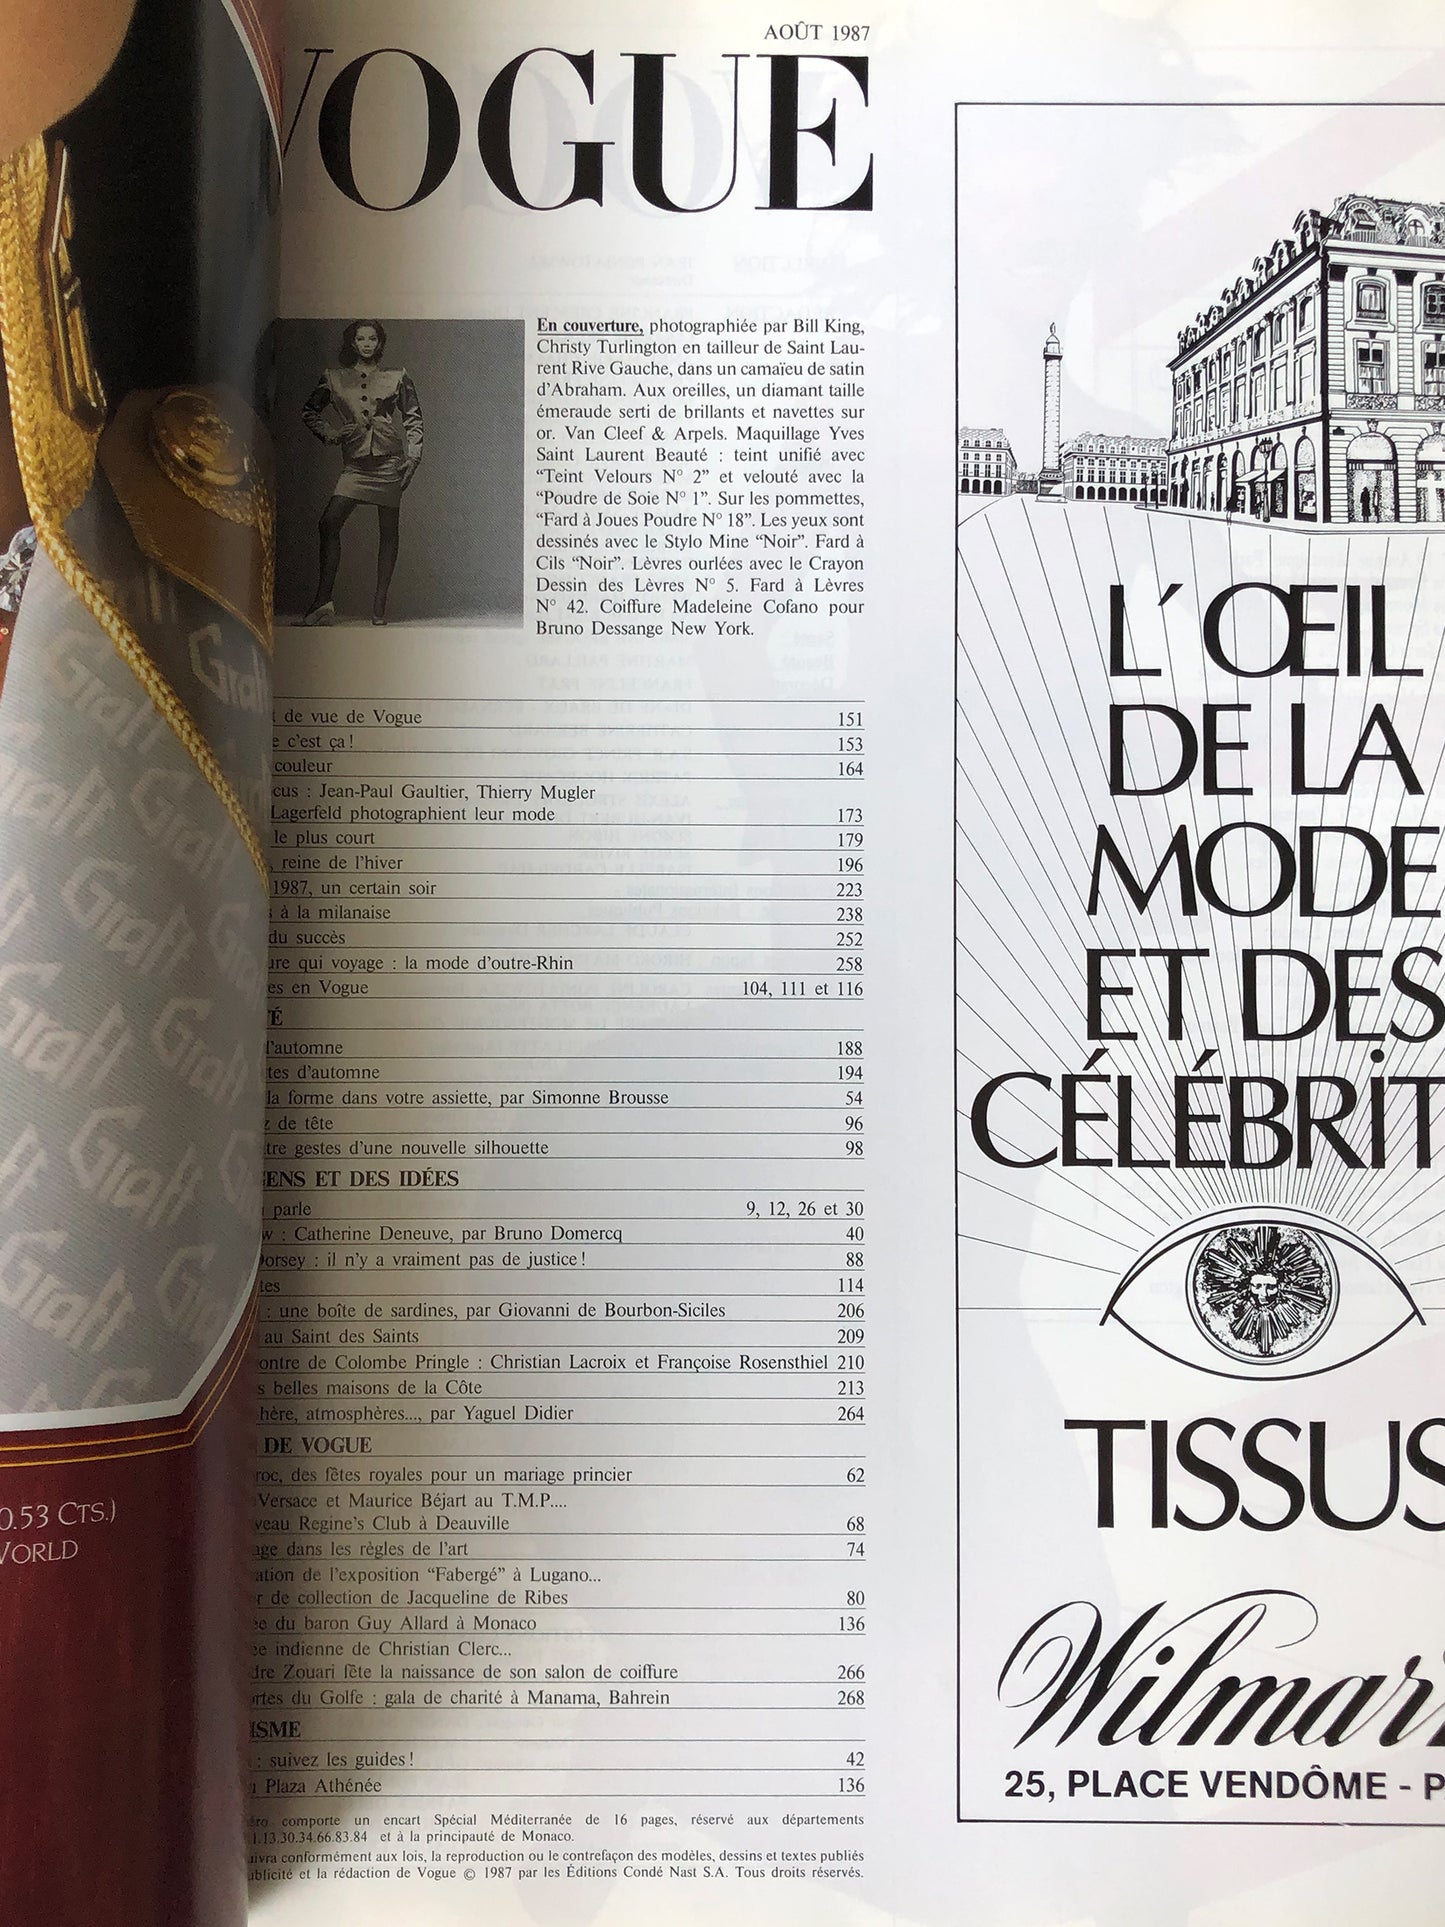 Graff
0.53 CTS.)
WORLD
AOÛT 1987
VOGUE
En couverture, photographiée par Bill King,
Christy Turlington en tailleur de Saint Lau-
rent Rive Gauche, dans un camaïeu de satin
d'Abraham. Aux oreilles, un diamant taille
émeraude serti de brillants et navettes sur
or. Van Cleef & Arpels. Maquillage Yves
Saint Laurent Beauté : teint unifié avec
“Teint Velours N° 2” et velouté avec la
“Poudre de Soie N° 1”. Sur les pommettes,
“Fard à Joues Poudre N° 18”. Les yeux sont
dessinés avec le Stylo Mine “Noir”. Fard à
Cils “Noir”. Lèvres ourlées avec le Crayon
Dessin des Lèvres N° 5. Fard à Lèvres
N° 42. Coiffure Madeleine Cofano pour
Bruno Dessange New York.
de vue de Vogue 151
c'est ça ! 153
couleur 164
cus : Jean-Paul Gaultier, Thierry Mugler
Lagerfeld photographient leur mode 173
le plus court 179
, reine de l'hiver 196
1987, un certain soir 223
à la milanaise 238
du succès 252
ure qui voyage : la mode d'outre-Rhin 258
es en Vogue 104, 111 et 116
É
l'automne 188
tes d'automne 194
la forme dans votre assiette, par Simonne Brousse 54
z de tête 96
tre gestes d'une nouvelle silhouette 98
ENS ET DES IDÉES
parle 9, 12, 26 et 30
w : Catherine Deneuve, par Bruno Domercq 40
orsey : il n'y a vraiment pas de justice ! 88
tes 114
: une boîte de sardines, par Giovanni de Bourbon-Siciles 206
au Saint des Saints 209
ontre de Colombe Pringle : Christian Lacroix et Françoise Rosensthiel 210
s belles maisons de la Côte 213
hère, atmosphères..., par Yaguel Didier 264
DE VOGUE
roc, des fêtes royales pour un mariage princier 62
Versace et Maurice Béjart au T.M.P....
veau Regine's Club à Deauville 68
age dans les règles de l'art 74
ation de l'exposition “Fabergé” à Lugano...
r de collection de Jacqueline de Ribes 80
ée du baron Guy Allard à Monaco 136
ée indienne de Christian Clerc...
dre Zouari fête la naissance de son salon de coiffure 266
ortes du Golfe : gala de charité à Manama, Bahrein 268
ISME
: suivez les guides ! 42
Plaza Athénée 136
éro comporte un encart Spécial Méditerranée de 16 pages, réservé aux départements
1.13.30.34.66.83.84 et à la principauté de Monaco.
uivra conformément aux lois, la reproduction ou le contrefaçon des modèles, dessins et textes publiés
ublicité et la rédaction de Vogue © 1987 par les Éditions Condé Nast S.A. Tous droits réservés.
L'ŒIL
DE LA
MODE
ET DES
CÉLÉBRIT
TISSUS
Wilmar
25, PLACE VENDÔME - P